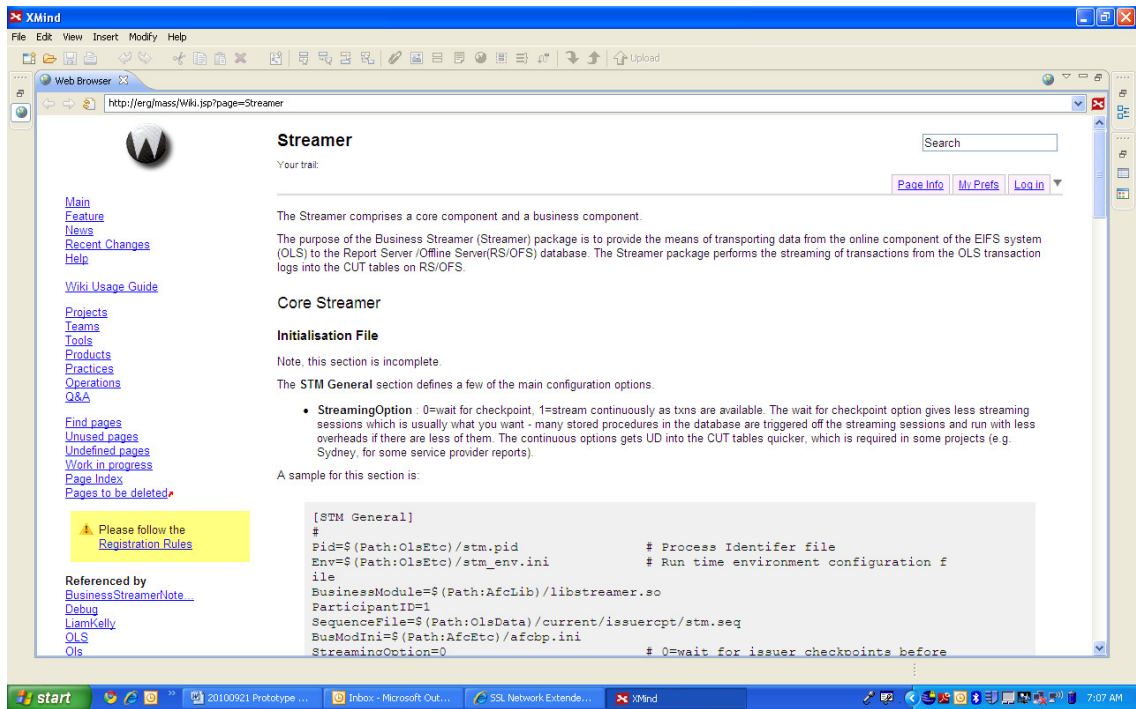 XMind
File Edit View Insert Modify Help
Upload
Web Browser
http://erg/mass/Wiki.jsp?page=Streamer
Streamer
Search
Your trail:
Page Info My Prefs Log in
Main
Feature
News
Recent Changes
Help
Wiki Usage Guide
Projects
Teams
Tools
Products
Practices
Operations
Q&A
Find pages
Unused pages
Undefined pages
Work in progress
Page Index
Pages to be deleted
Please follow the
Registration Rules
Referenced by
BusinessStreamerNote...
Debug
LiamKelly
OLS
Ols
The Streamer comprises a core component and a business component.
The purpose of the Business Streamer (Streamer) package is to provide the means of transporting data from the online component of the EIFS system
(OLS) to the Report Server /Offline Server(RS/OFS) database. The Streamer package performs the streaming of transactions from the OLS transaction
logs into the CUT tables on RS/OFS.
Core Streamer
Initialisation File
Note, this section is incomplete.
The STM General section defines a few of the main configuration options.
• StreamingOption : 0=wait for checkpoint, 1=stream continuously as txns are available. The wait for checkpoint option gives less streaming
sessions which is usually what you want - many stored procedures in the database are triggered off the streaming sessions and run with less
overheads if there are less of them. The continuous options gets UD into the CUT tables quicker, which is required in some projects (e.g.
Sydney, for some service provider reports).
A sample for this section is:
[STM General]
#
Pid=$(Path:OlsEtc)/stm.pid # Process Identifer file
Env=$(Path:OlsEtc)/stm_env.ini # Run time environment configuration f
ile
BusinessModule=$(Path:AfcLib)/libstreamer.so
ParticipantID=1
SequenceFile=$(Path:OlsData)/current/issuercpt/stm.seq
BusModIni=$(Path:AfcEtc)/afcbp.ini
StreamingOption=0 # 0=wait for issuer checkpoints before
start
20100921 Prototype ...
Inbox - Microsoft Out...
SSL Network Extende...
XMind
7:07 AM